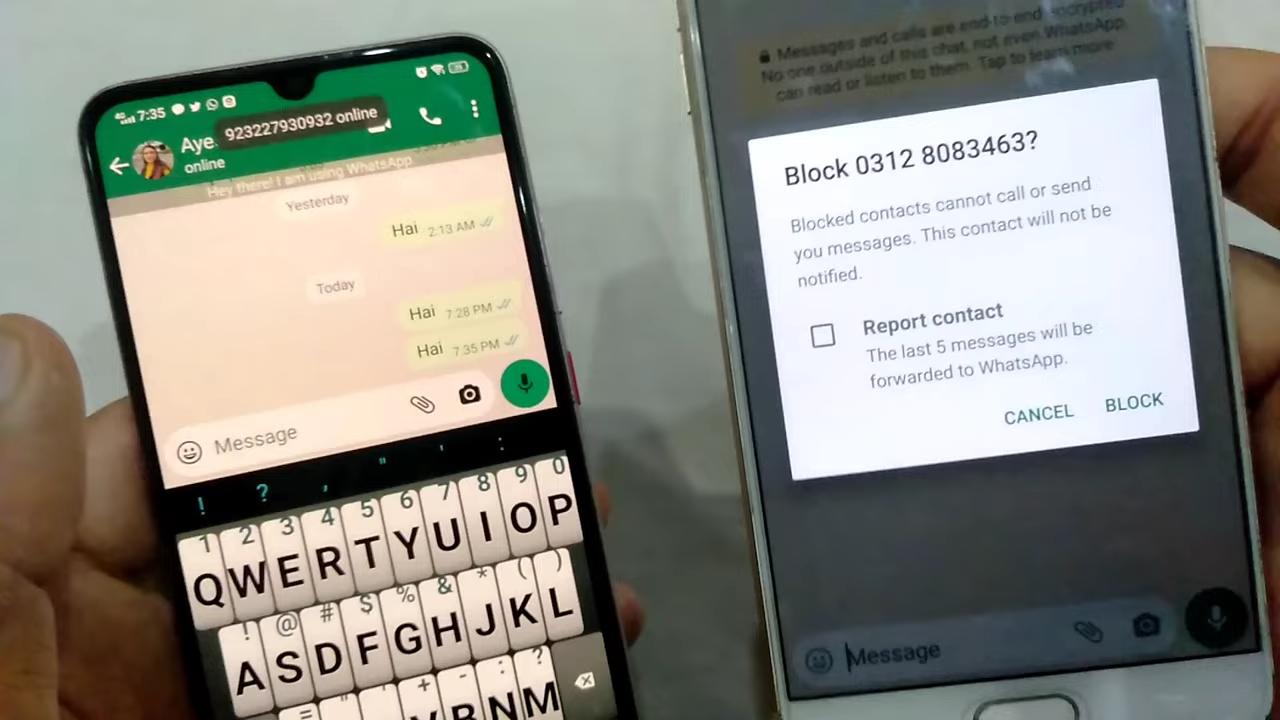 4G 7:35
923227930932 online
Aye
online
Hey there! I am using WhatsApp
Yesterday
Hai 2:13 AM
Today
Hai 7:28 PM
Hai 7:35 PM
Message
! ? , " ' :
1 2 3 4 5 6 7 8 9 0
Q W E R T Y U I O P
! @ # $ % & * ( )
A S D F G H J K L
+ - : ; ?
V B N M
Messages and calls are end-to-end encrypted.
No one outside of this chat, not even WhatsApp,
can read or listen to them. Tap to learn more.
Block 0312 8083463?
Blocked contacts cannot call or send
you messages. This contact will not be
notified.
Report contact
The last 5 messages will be
forwarded to WhatsApp.
CANCEL BLOCK
Message